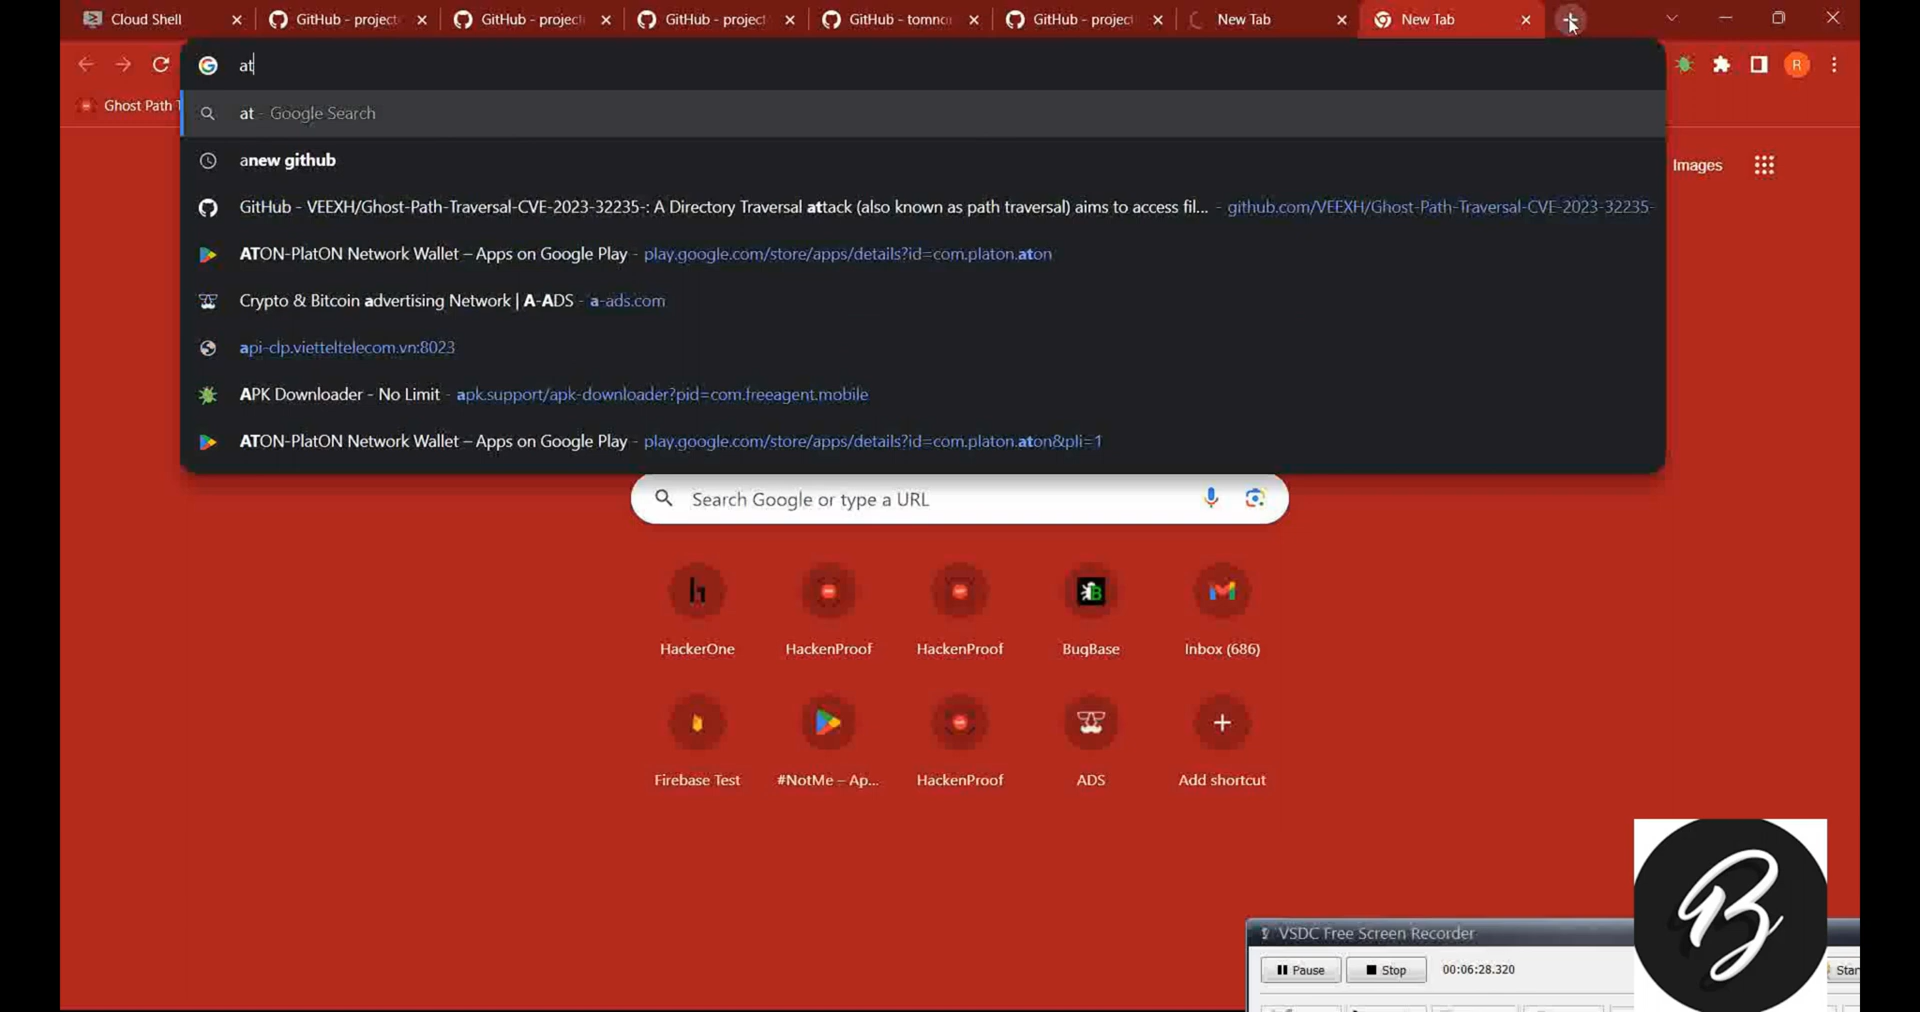 Cloud Shell
GitHub - project
GitHub - project
GitHub - project
GitHub - tomno
GitHub - project
New Tab
New Tab
at
R
Ghost Path T
at - Google Search
anew github
GitHub - VEEXH/Ghost-Path-Traversal-CVE-2023-32235-: A Directory Traversal attack (also known as path traversal) aims to access fil... - github.com/VEEXH/Ghost-Path-Traversal-CVE-2023-32235-
ATON-PlatON Network Wallet – Apps on Google Play - play.google.com/store/apps/details?id=com.platon.aton
Crypto & Bitcoin advertising Network | A-ADS - a-ads.com
api-clp.vietteltelecom.vn:8023
APK Downloader - No Limit - apk.support/apk-downloader?pid=com.freeagent.mobile
ATON-PlatON Network Wallet – Apps on Google Play - play.google.com/store/apps/details?id=com.platon.aton&pli=1
Images
Search Google or type a URL
HackerOne
HackenProof
HackenProof
BugBase
Inbox (686)
Firebase Test
#NotMe – Ap...
HackenProof
ADS
Add shortcut
B
VSDC Free Screen Recorder
Pause
Stop
00:06:28.320
Star